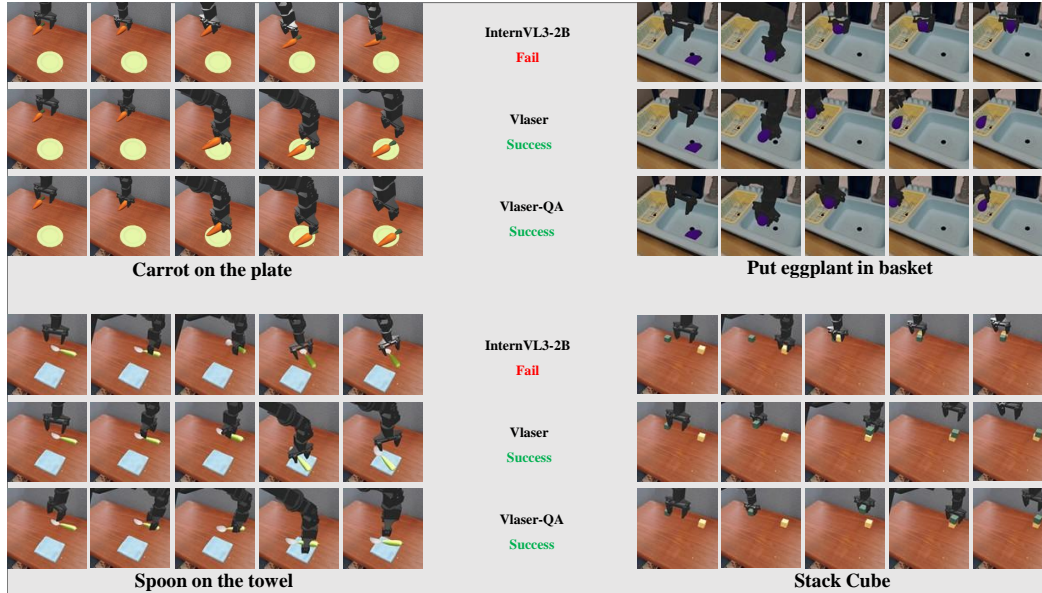 InternVL3-2B
Fail
Vlaser
Success
Vlaser-QA
Success
Carrot on the plate
Put eggplant in basket
InternVL3-2B
Fail
Vlaser
Success
Vlaser-QA
Success
Spoon on the towel
Stack Cube